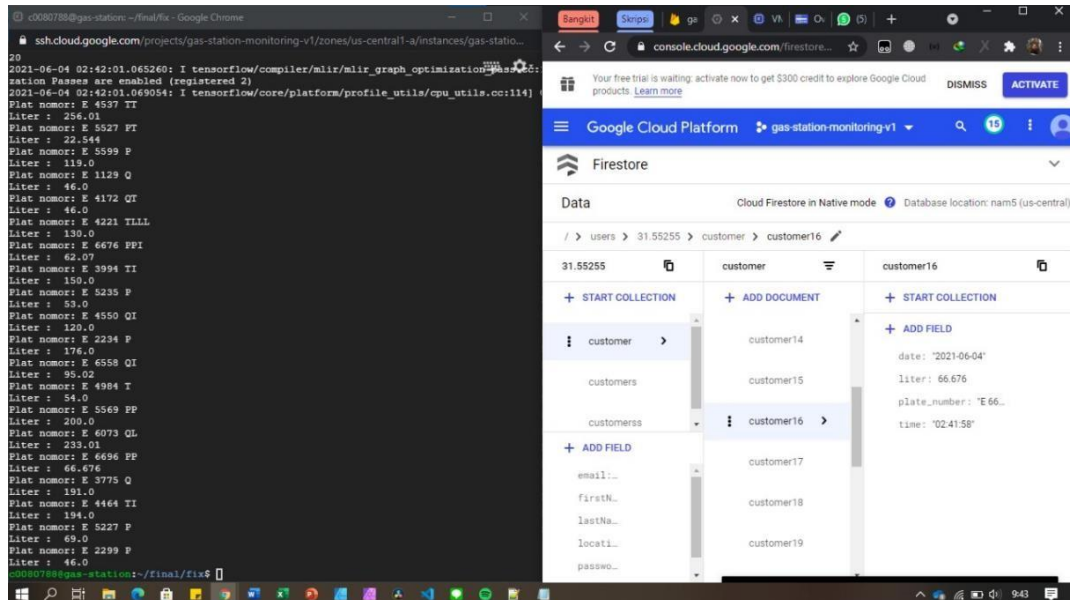 c0080788@gas-station: ~/final/fix - Google Chrome
ssh.cloud.google.com/projects/gas-station-monitoring-v1/zones/us-central1-a/instances/gas-statio...
20
2021-06-04 02:42:01.065260: I tensorflow/compiler/mlir/mlir_graph_optimization_pass.cc:
zation Passes are enabled (registered 2)
2021-06-04 02:42:01.069054: I tensorflow/core/platform/profile_utils/cpu_utils.cc:114]
Plat nomor: E 4537 TT
Liter :  256.01
Plat nomor: E 5527 PT
Liter :  22.544
Plat nomor: E 5599 P
Liter :  119.0
Plat nomor: E 1129 Q
Liter :  46.0
Plat nomor: E 4172 QT
Liter :  46.0
Plat nomor: E 4221 TLLL
Liter :  130.0
Plat nomor: E 6676 PPI
Liter :  62.07
Plat nomor: E 3994 TI
Liter :  150.0
Plat nomor: E 5235 P
Liter :  53.0
Plat nomor: E 4550 QI
Liter :  120.0
Plat nomor: E 2234 P
Liter :  176.0
Plat nomor: E 6558 QI
Liter :  95.02
Plat nomor: E 4984 T
Liter :  54.0
Plat nomor: E 5569 PP
Liter :  200.0
Plat nomor: E 6073 QL
Liter :  233.01
Plat nomor: E 6696 PP
Liter :  66.676
Plat nomor: E 3775 Q
Liter :  191.0
Plat nomor: E 4464 TI
Liter :  194.0
Plat nomor: E 5227 P
Liter :  69.0
Plat nomor: E 2299 P
Liter :  46.0
c0080788@gas-station:~/final/fix$
Bangkit Skripsi ga (5)
console.cloud.google.com/firestore...
Your free trial is waiting: activate now to get $300 credit to explore Google Cloud
products. Learn more
DISMISS ACTIVATE
Google Cloud Platform gas-station-monitoring-v1 15
Firestore
Data Cloud Firestore in Native mode Database location: nam5 (us-central)
/ > users > 31.55255 > customer > customer16
31.55255 customer customer16
+ START COLLECTION + ADD DOCUMENT + START COLLECTION
+ ADD FIELD
customer
customers
customerss
customer14
customer15
customer16
customer17
customer18
customer19
date: "2021-06-04"
liter: 66.676
plate_number: "E 66...
time: "02:41:58"
+ ADD FIELD
email:...
firstN...
lastNa...
locati...
passwo...
9:43